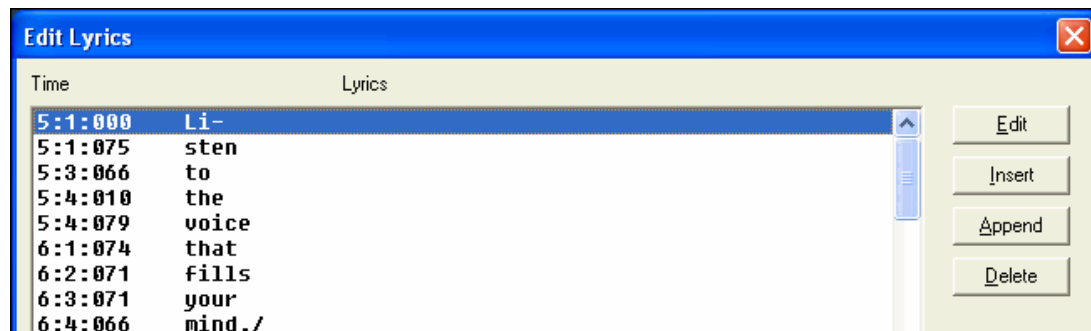 Edit Lyrics
Time Lyrics
5:1:000 Li-
5:1:075 sten
5:3:066 to
5:4:010 the
5:4:079 voice
6:1:074 that
6:2:071 fills
6:3:071 your
6:4:066 mind./
Edit
Insert
Append
Delete